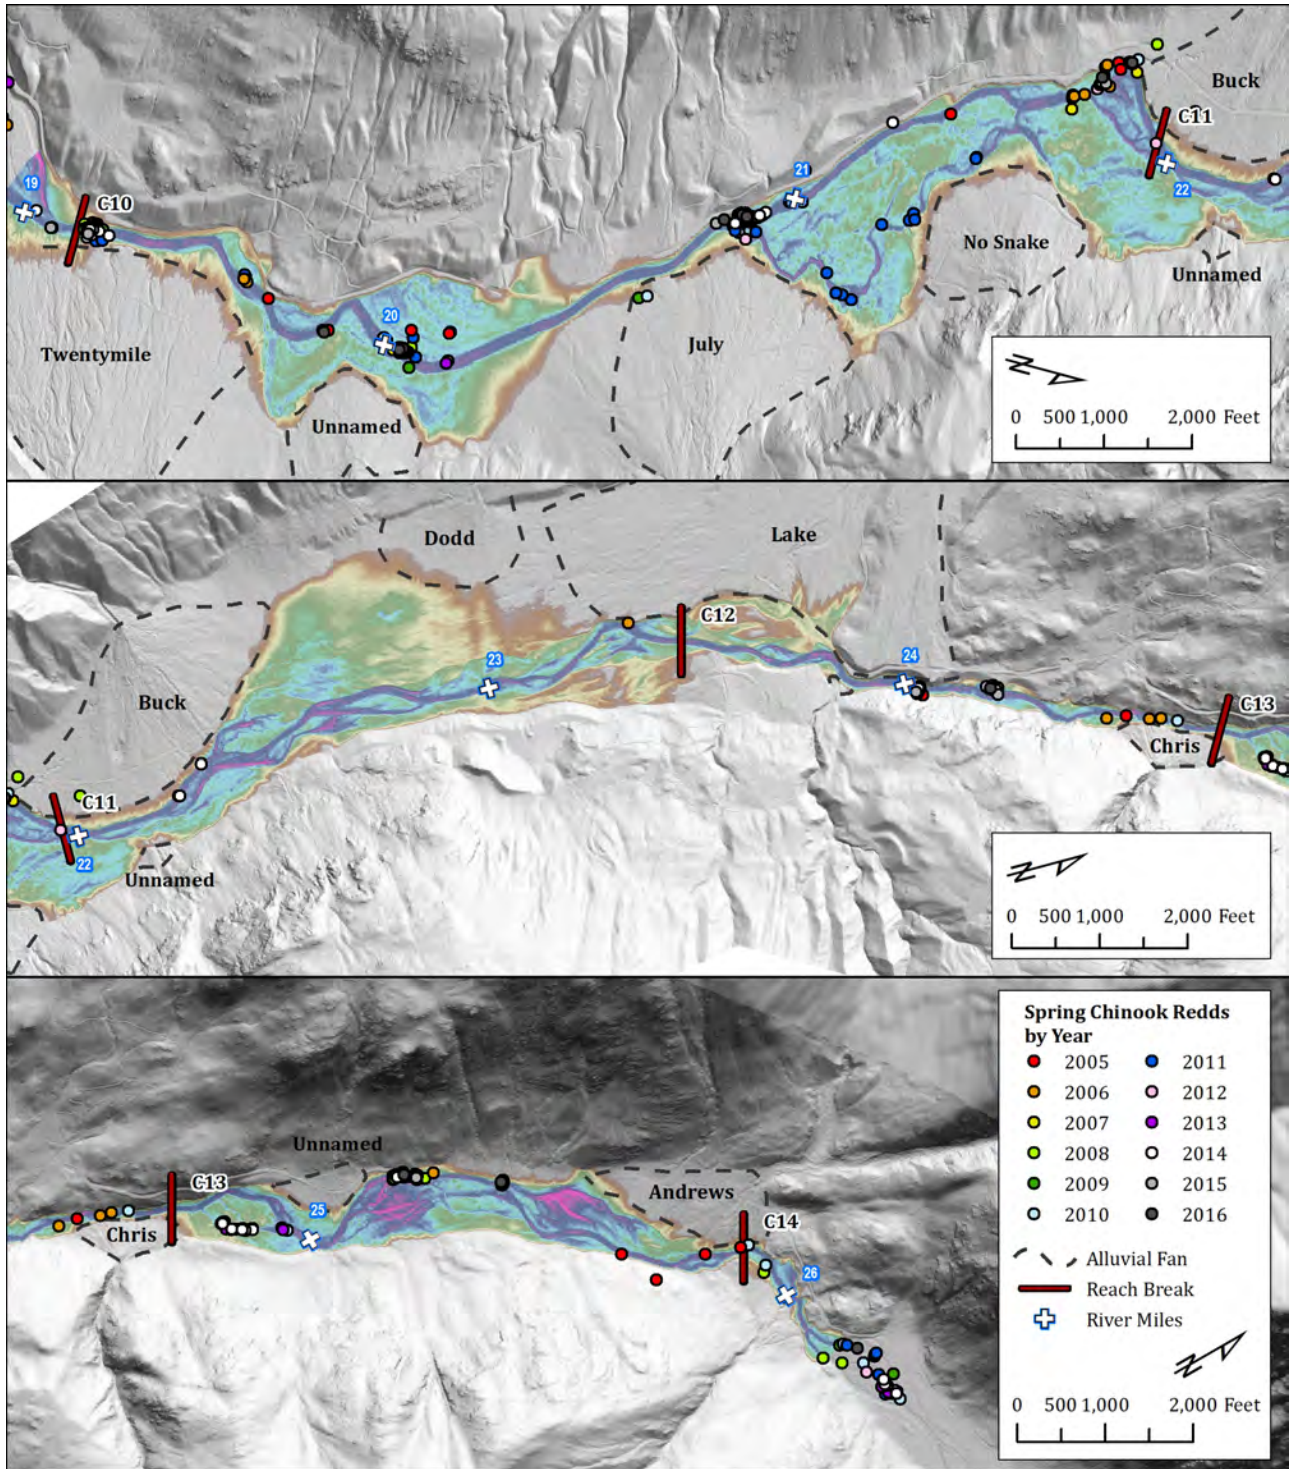 Buck
C11
21
19
C10
22
No Snake
Unnamed
20
Twentymile
July
Unnamed
N
0 500 1,000 2,000 Feet
Dodd
Lake
C12
23
24
Buck
C13
Chris
C11
22
Unnamed
N
0 500 1,000 2,000 Feet
Spring Chinook Redds
by Year
2005 2011
2006 2012
2007 2013
2008 2014
2009 2015
2010 2016
Alluvial Fan
Reach Break
River Miles
N
0 500 1,000 2,000 Feet
Unnamed
C13
Andrews
25
C14
Chris
26